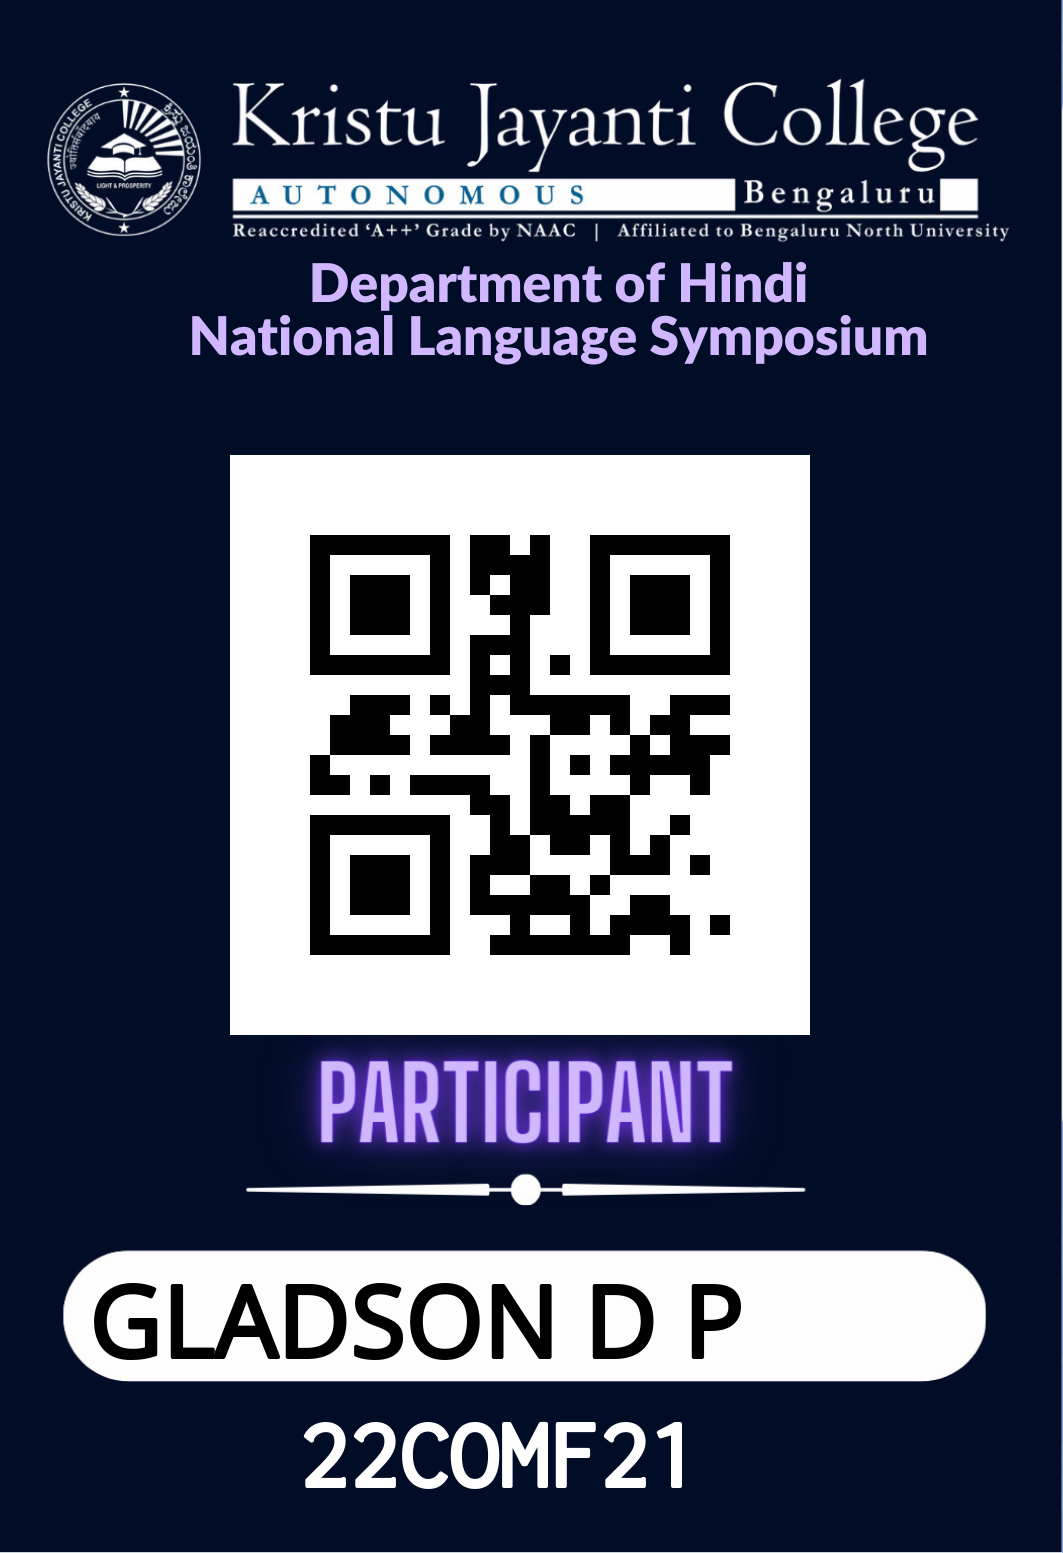 KRISTU JAYANTI COLLEGE
LIGHT & PROSPERITY
Kristu Jayanti College
AUTONOMOUS Bengaluru
Reaccredited ‘A++’ Grade by NAAC | Affiliated to Bengaluru North University
Department of Hindi
National Language Symposium
PARTICIPANT
GLADSON D P
22COMF21